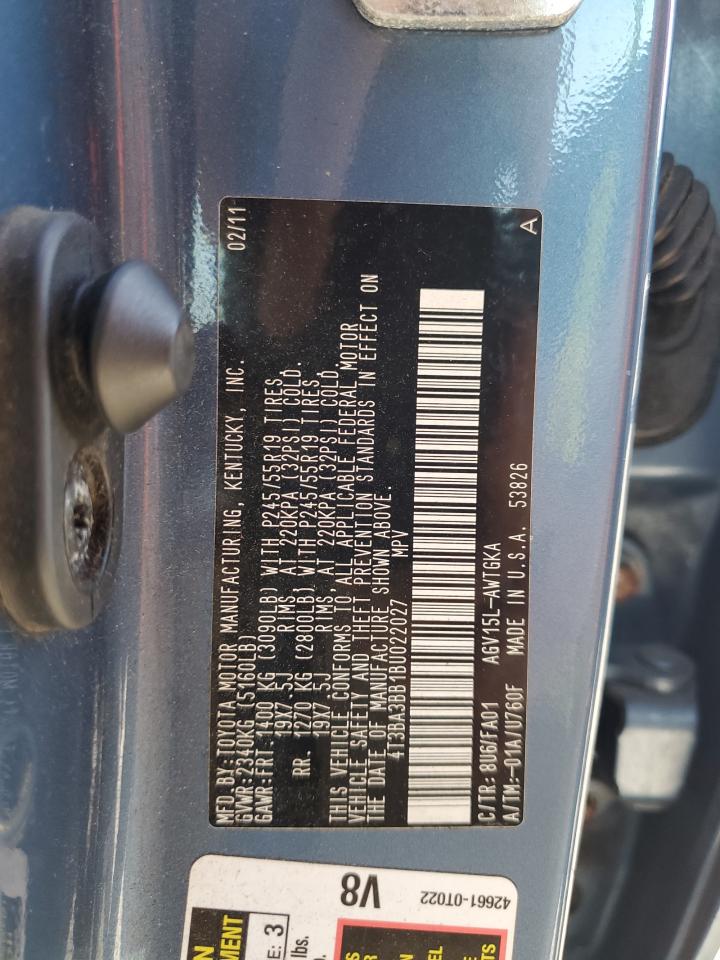 MFD.BY:TOYOTA MOTOR MANUFACTURING, KENTUCKY, INC. 02/11
GVWR:2340KG (5160LB)
GAWR:FRT 1400 KG (3090LB) WITH P245/55R19 TIRES
19X7.5J RIMS, AT 220KPA (32PSI) COLD.
RR 1270 KG (2800LB) WITH P245/55R19 TIRES
19X7.5J RIMS, AT 220KPA (32PSI) COLD.
THIS VEHICLE CONFORMS TO ALL APPLICABLE FEDERAL MOTOR
VEHICLE SAFETY AND THEFT PREVENTION STANDARDS IN EFFECT ON
THE DATE OF MANUFACTURE SHOWN ABOVE.
4T3BA3BB1BU022027 MPV
C/TR:8U6/FA01 AGV15L-AWTGKA
A/TM:-01A/U760F MADE IN U.S.A. 53826 A
V8
42661-0T022
3
lbs.